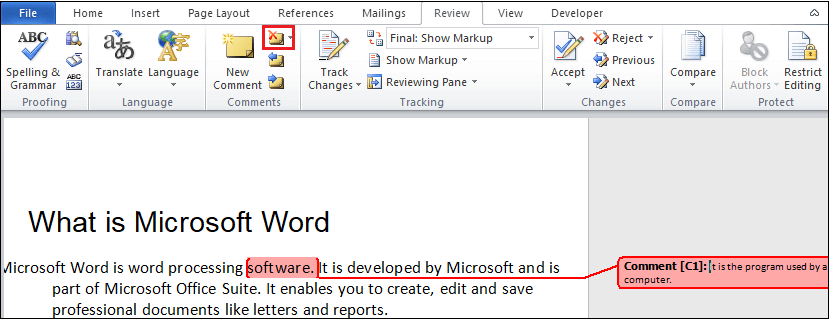 File Home Insert Page Layout References Mailings Review View Developer
ABC Spelling & Grammar
ABC 123
Proofing
Translate Language
Language
New Comment
Comments
Track Changes
Final: Show Markup
Show Markup
Reviewing Pane
Tracking
Accept
Reject
Previous
Next
Changes
Compare
Compare
Block Authors
Restrict Editing
Protect
What is Microsoft Word
Microsoft Word is word processing software. It is developed by Microsoft and is
part of Microsoft Office Suite. It enables you to create, edit and save
professional documents like letters and reports.
Comment [C1]: It is the program used by a
computer.